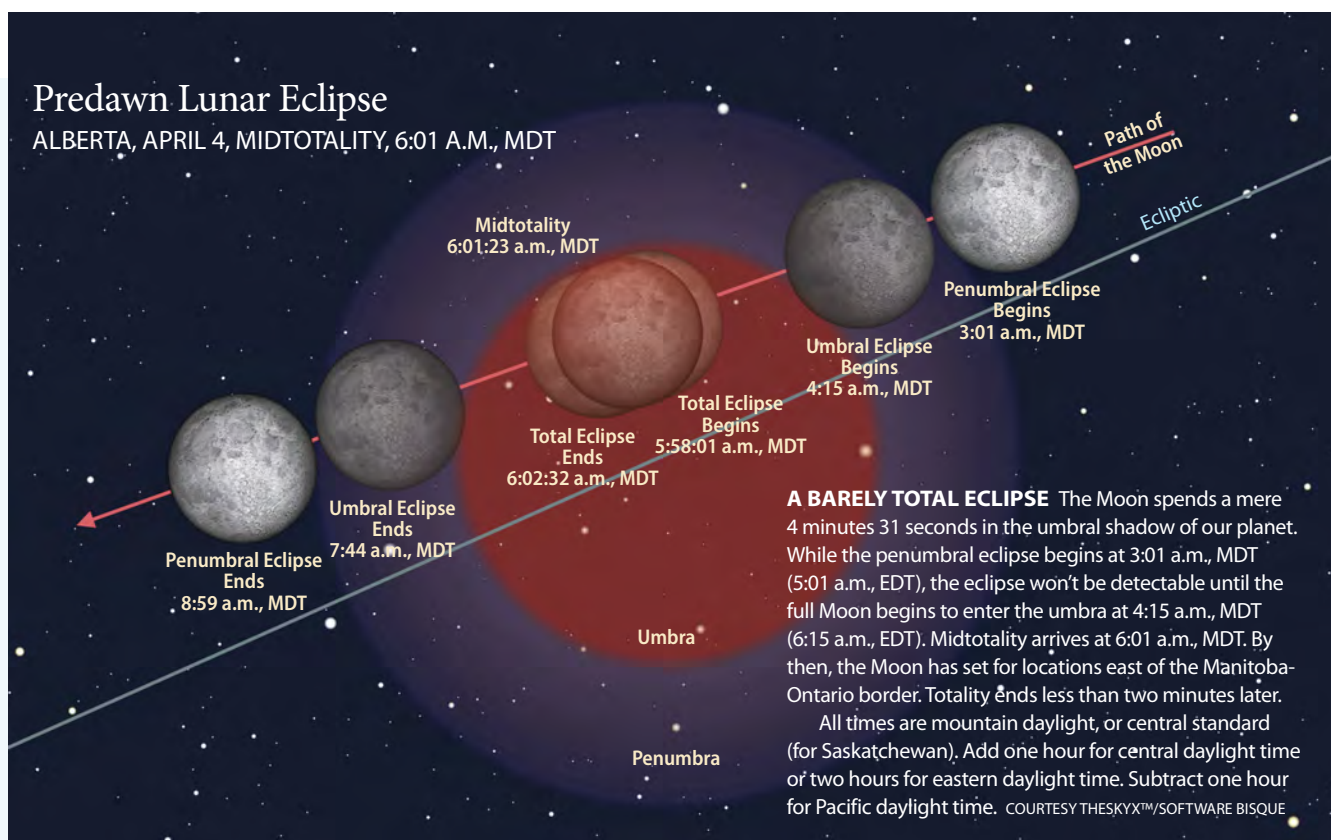 Predawn Lunar Eclipse
ALBERTA, APRIL 4, MIDTOTALITY, 6:01 A.M., MDT
Path of
the Moon
Ecliptic
Midtotality
6:01:23 a.m., MDT
Penumbral Eclipse
Begins
3:01 a.m., MDT
Umbral Eclipse
Begins
4:15 a.m., MDT
Total Eclipse
Begins
5:58:01 a.m., MDT
Total Eclipse
Ends
6:02:32 a.m., MDT
Umbral Eclipse
Ends
7:44 a.m., MDT
Penumbral Eclipse
Ends
8:59 a.m., MDT
Umbra
Penumbra
A BARELY TOTAL ECLIPSE The Moon spends a mere
4 minutes 31 seconds in the umbral shadow of our planet.
While the penumbral eclipse begins at 3:01 a.m., MDT
(5:01 a.m., EDT), the eclipse won't be detectable until the
full Moon begins to enter the umbra at 4:15 a.m., MDT
(6:15 a.m., EDT). Midtotality arrives at 6:01 a.m., MDT. By
then, the Moon has set for locations east of the Manitoba-
Ontario border. Totality ends less than two minutes later.
All times are mountain daylight, or central standard
(for Saskatchewan). Add one hour for central daylight time
or two hours for eastern daylight time. Subtract one hour
for Pacific daylight time. COURTESY THESKYX™/SOFTWARE BISQUE